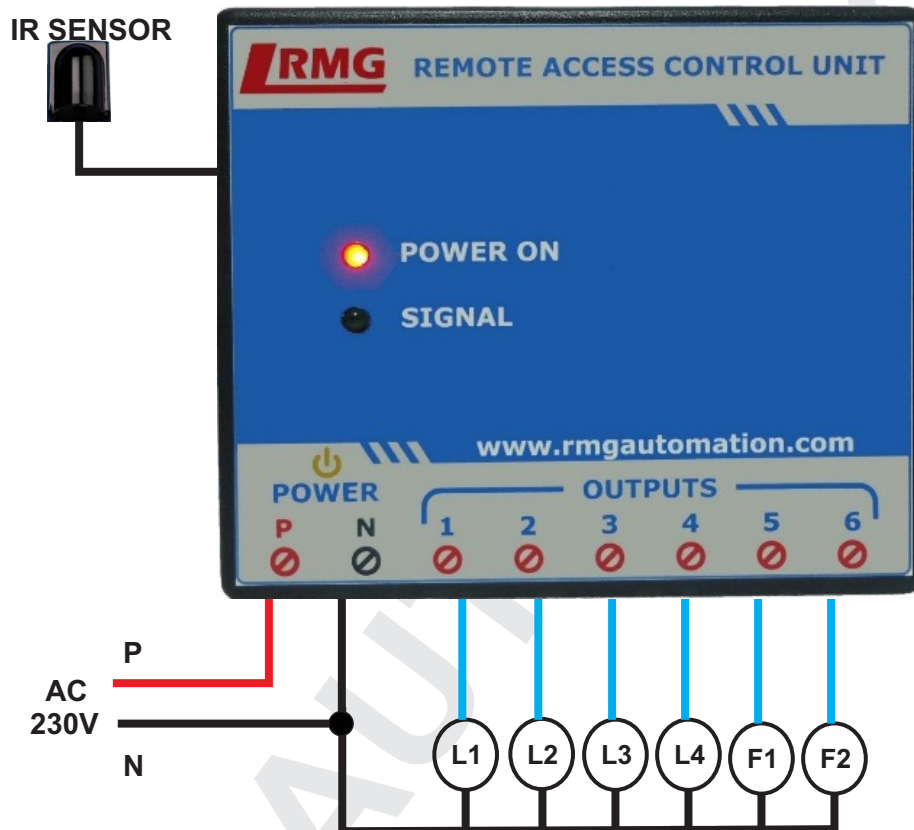 IR SENSOR
RMG REMOTE ACCESS CONTROL UNIT
POWER ON
SIGNAL
www.rmgautomation.com
POWER
OUTPUTS
P N 1 2 3 4 5 6
P
AC
230V
N
L1 L2 L3 L4 F1 F2
AUT